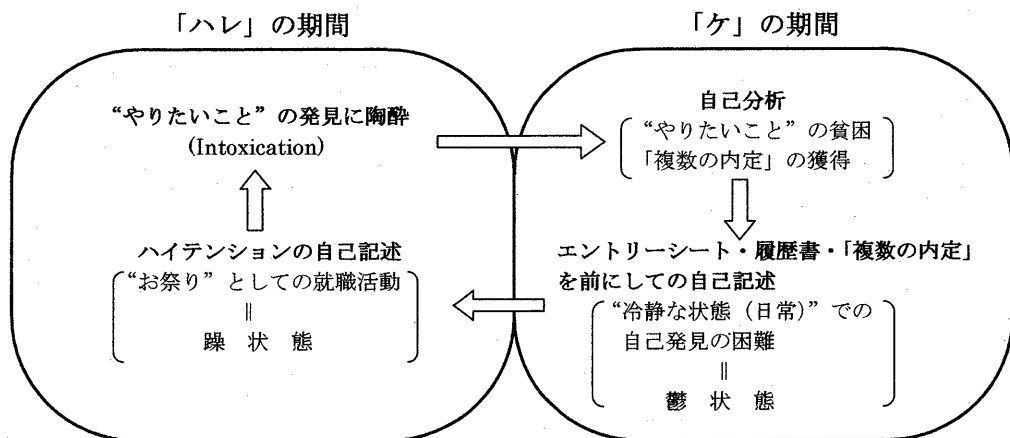 「ハレ」の期間
“やりたいこと”の発見に陶酔
(Intoxication)
ハイテンションの自己記述
“お祭り”としての就職活動
॥
躁 状 態
「ケ」の期間
自己分析
“やりたいこと”の貧困
「複数の内定」の獲得
エントリーシート・履歴書・「複数の内定」
を前にしての自己記述
“冷静な状態（日常）”での
自己発見の困難
॥
鬱 状 態